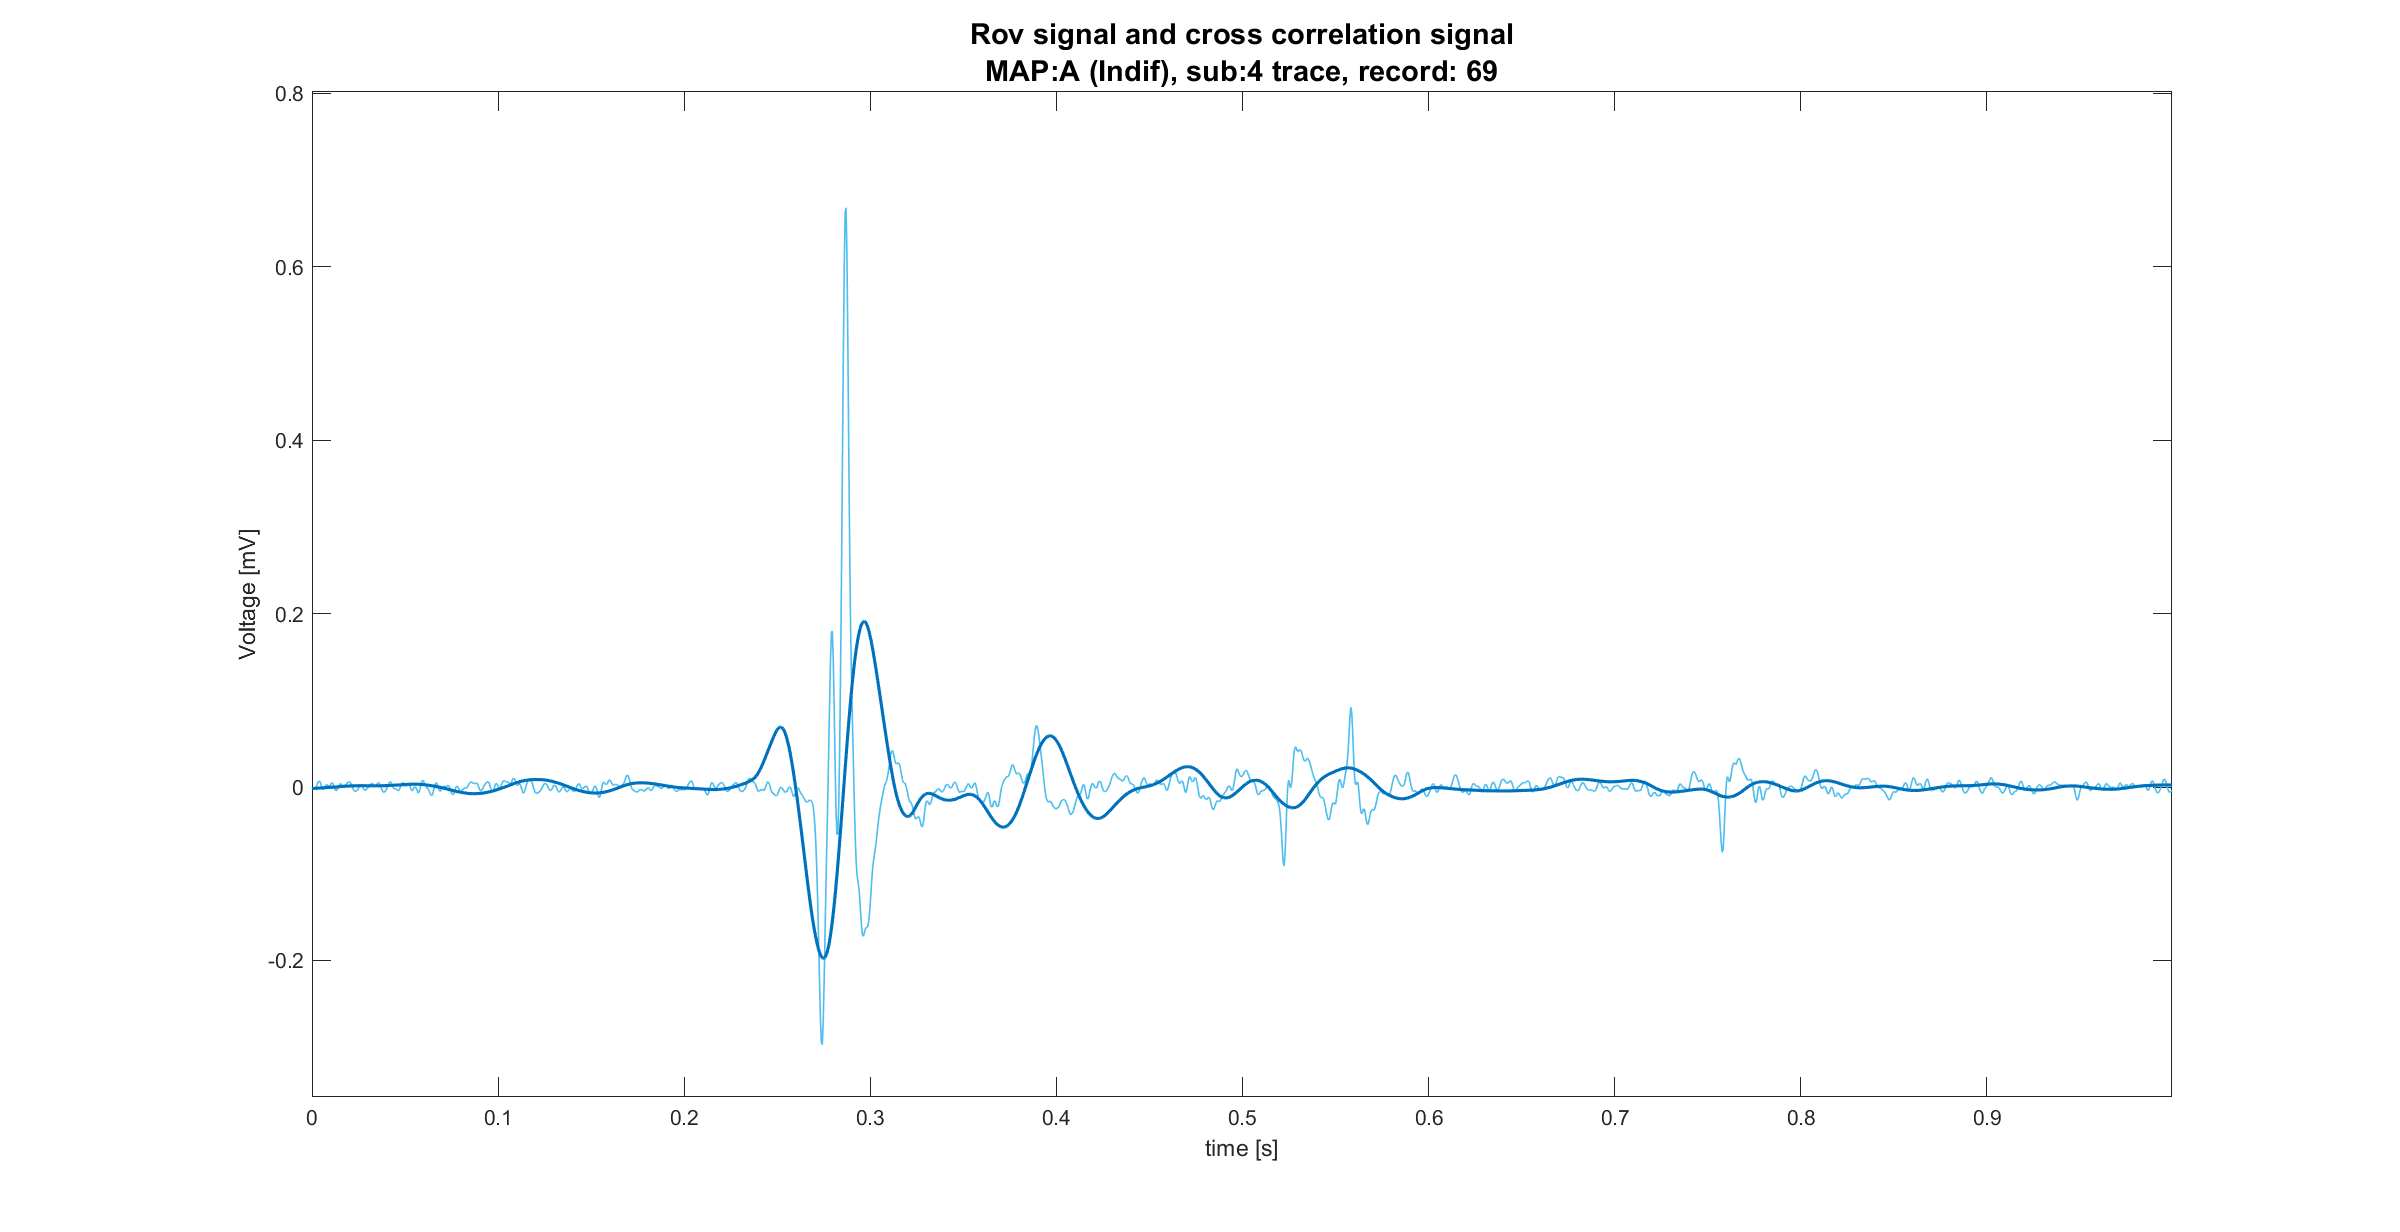 Rov signal and cross correlation signal
MAP:A (Indif), sub:4 trace, record: 69
0.8
0.6
0.4
0.2
0
-0.2
Voltage [mV]
0 0.1 0.2 0.3 0.4 0.5 0.6 0.7 0.8 0.9
time [s]